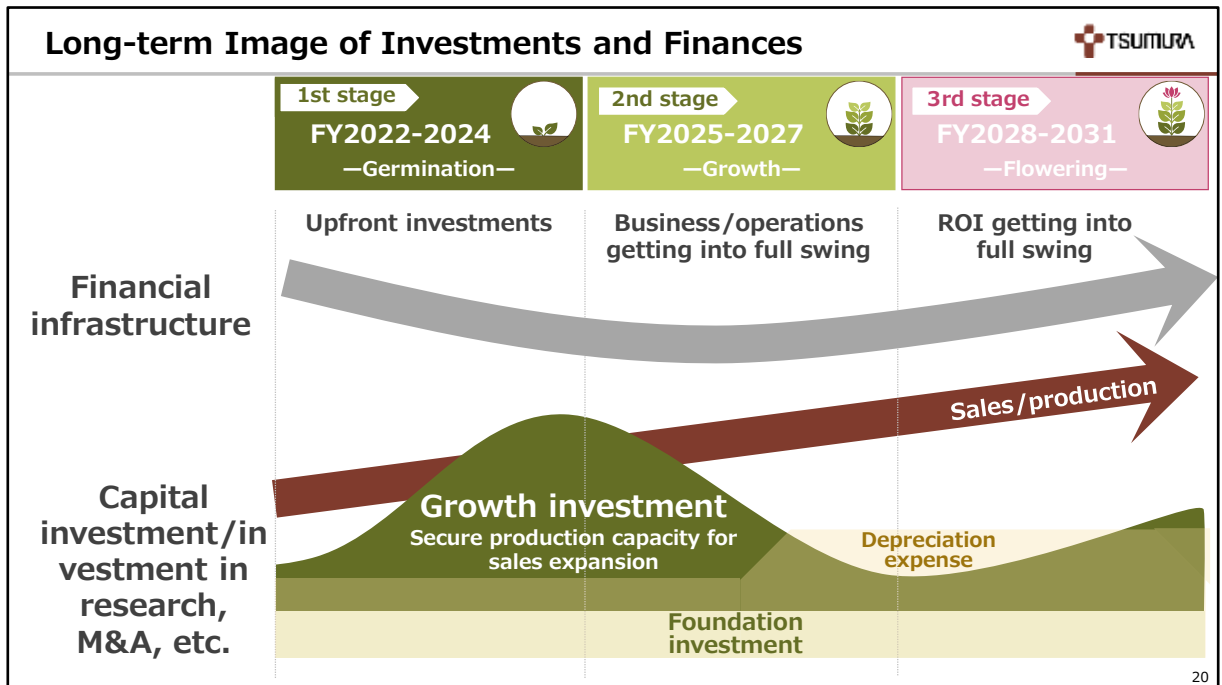 Long-term Image of Investments and Finances
TSUMURA
1st stage
FY2022-2024
—Germination—
2nd stage
FY2025-2027
—Growth—
3rd stage
FY2028-2031
—Flowering—
Upfront investments
Business/operations
getting into full swing
ROI getting into
full swing
Financial
infrastructure
Sales/production
Capital
investment/in
vestment in
research,
M&A, etc.
Growth investment
Secure production capacity for
sales expansion
Depreciation
expense
Foundation
investment
20